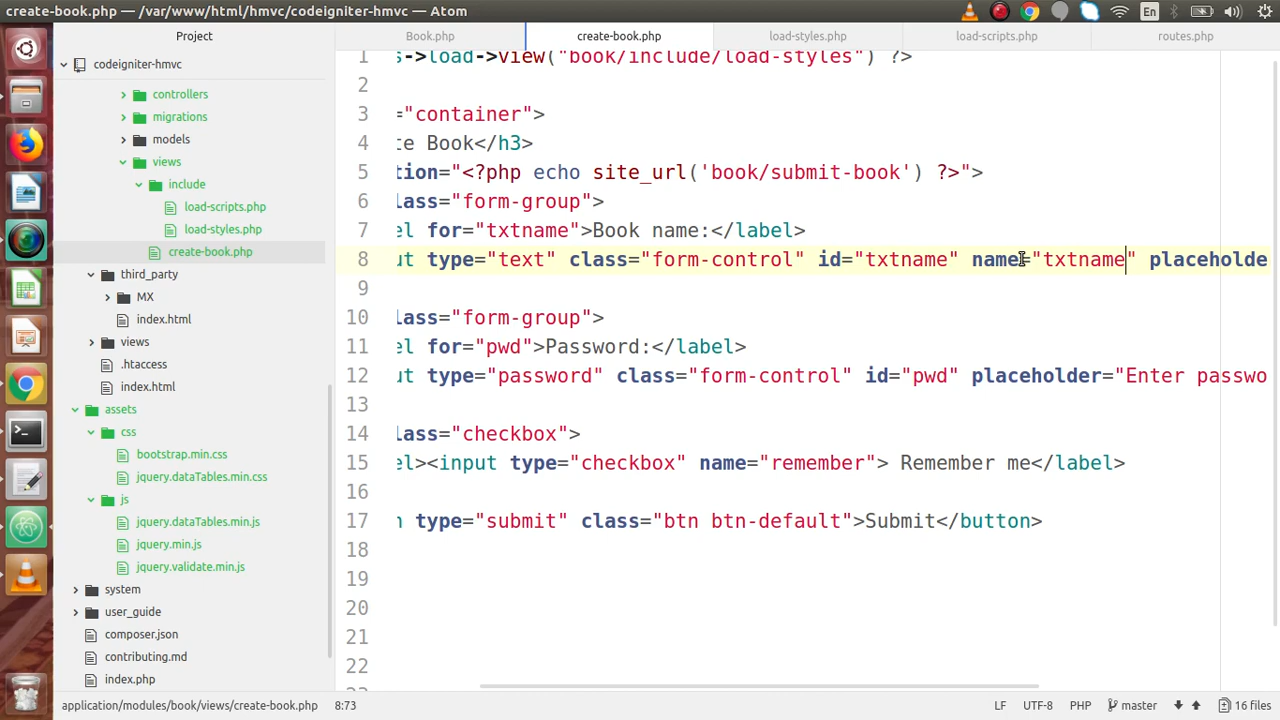 create-book.php — /var/www/html/hmvc/codeigniter-hmvc — Atom
En
Project
Book.php
create-book.php
load-styles.php
load-scripts.php
routes.php
codeigniter-hmvc
controllers
migrations
models
views
include
load-scripts.php
load-styles.php
create-book.php
third_party
MX
index.html
views
.htaccess
index.html
assets
css
bootstrap.min.css
jquery.dataTables.min.css
js
jquery.dataTables.min.js
jquery.min.js
jquery.validate.min.js
system
user_guide
composer.json
contributing.md
index.php
1 s->load->view("book/include/load-styles") ?>
2
3 ="container">
4 te Book</h3>
5 tion="<?php echo site_url('book/submit-book') ?>">
6 lass="form-group">
7 el for="txtname">Book name:</label>
8 ut type="text" class="form-control" id="txtname" name="txtname" placeholde
9
10 lass="form-group">
11 el for="pwd">Password:</label>
12 ut type="password" class="form-control" id="pwd" placeholder="Enter passwo
13
14 lass="checkbox">
15 el><input type="checkbox" name="remember"> Remember me</label>
16
17 n type="submit" class="btn btn-default">Submit</button>
18
19
20
21
22
application/modules/book/views/create-book.php 8:73
LF UTF-8 PHP master 16 files